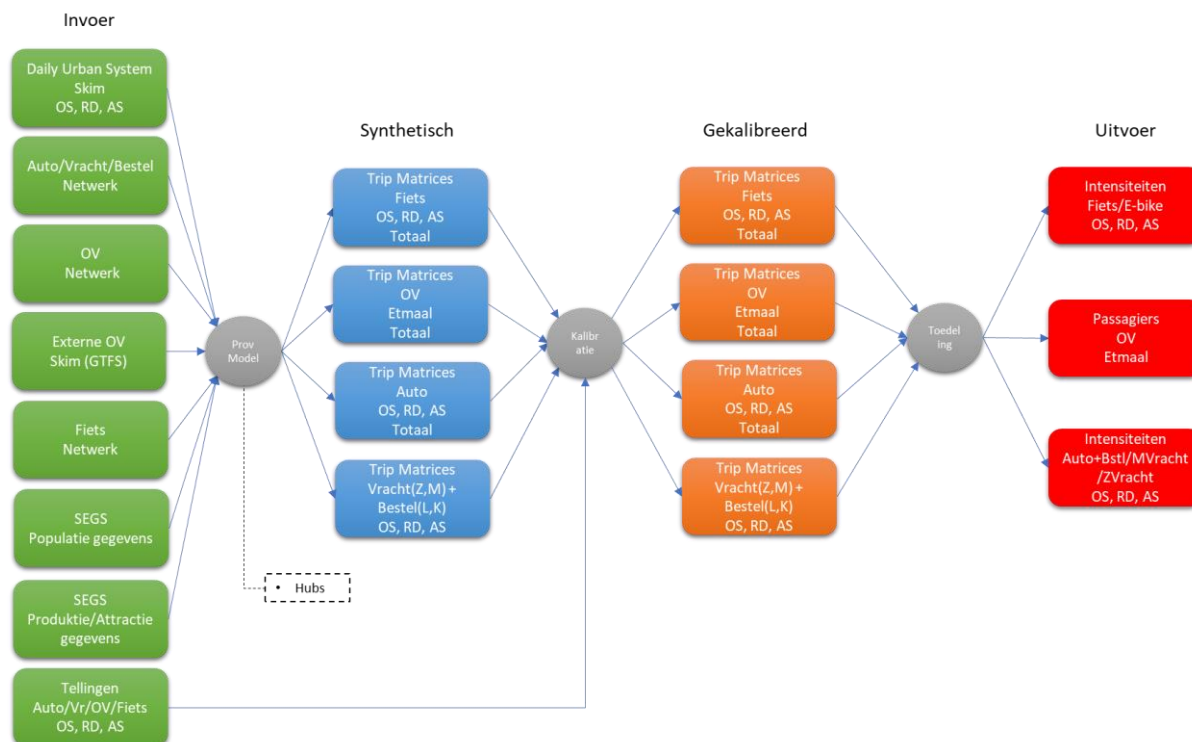 Invoer
Daily Urban System
Skim
OS, RD, AS
Auto/Vracht/Bestel
Netwerk
OV
Netwerk
Externe OV
Skim (GTFS)
Fiets
Netwerk
SEGS
Populatie gegevens
SEGS
Produktie/Attractie
gegevens
Tellingen
Auto/Vr/OV/Fiets
OS, RD, AS
Prov
Model
• Hubs
Synthetisch
Trip Matrices
Fiets
OS, RD, AS
Totaal
Trip Matrices
OV
Etmaal
Totaal
Trip Matrices
Auto
OS, RD, AS
Totaal
Trip Matrices
Vracht(Z,M) +
Bestel(L,K)
OS, RD, AS
Kalibr
atie
Gekalibreerd
Trip Matrices
Fiets
OS, RD, AS
Totaal
Trip Matrices
OV
Etmaal
Totaal
Trip Matrices
Auto
OS, RD, AS
Totaal
Trip Matrices
Vracht(Z,M) +
Bestel(L,K)
OS, RD, AS
Toedel
ing
Uitvoer
Intensiteiten
Fiets/E-bike
OS, RD, AS
Passagiers
OV
Etmaal
Intensiteiten
Auto+Bstl/MVracht
/ZVracht
OS, RD, AS